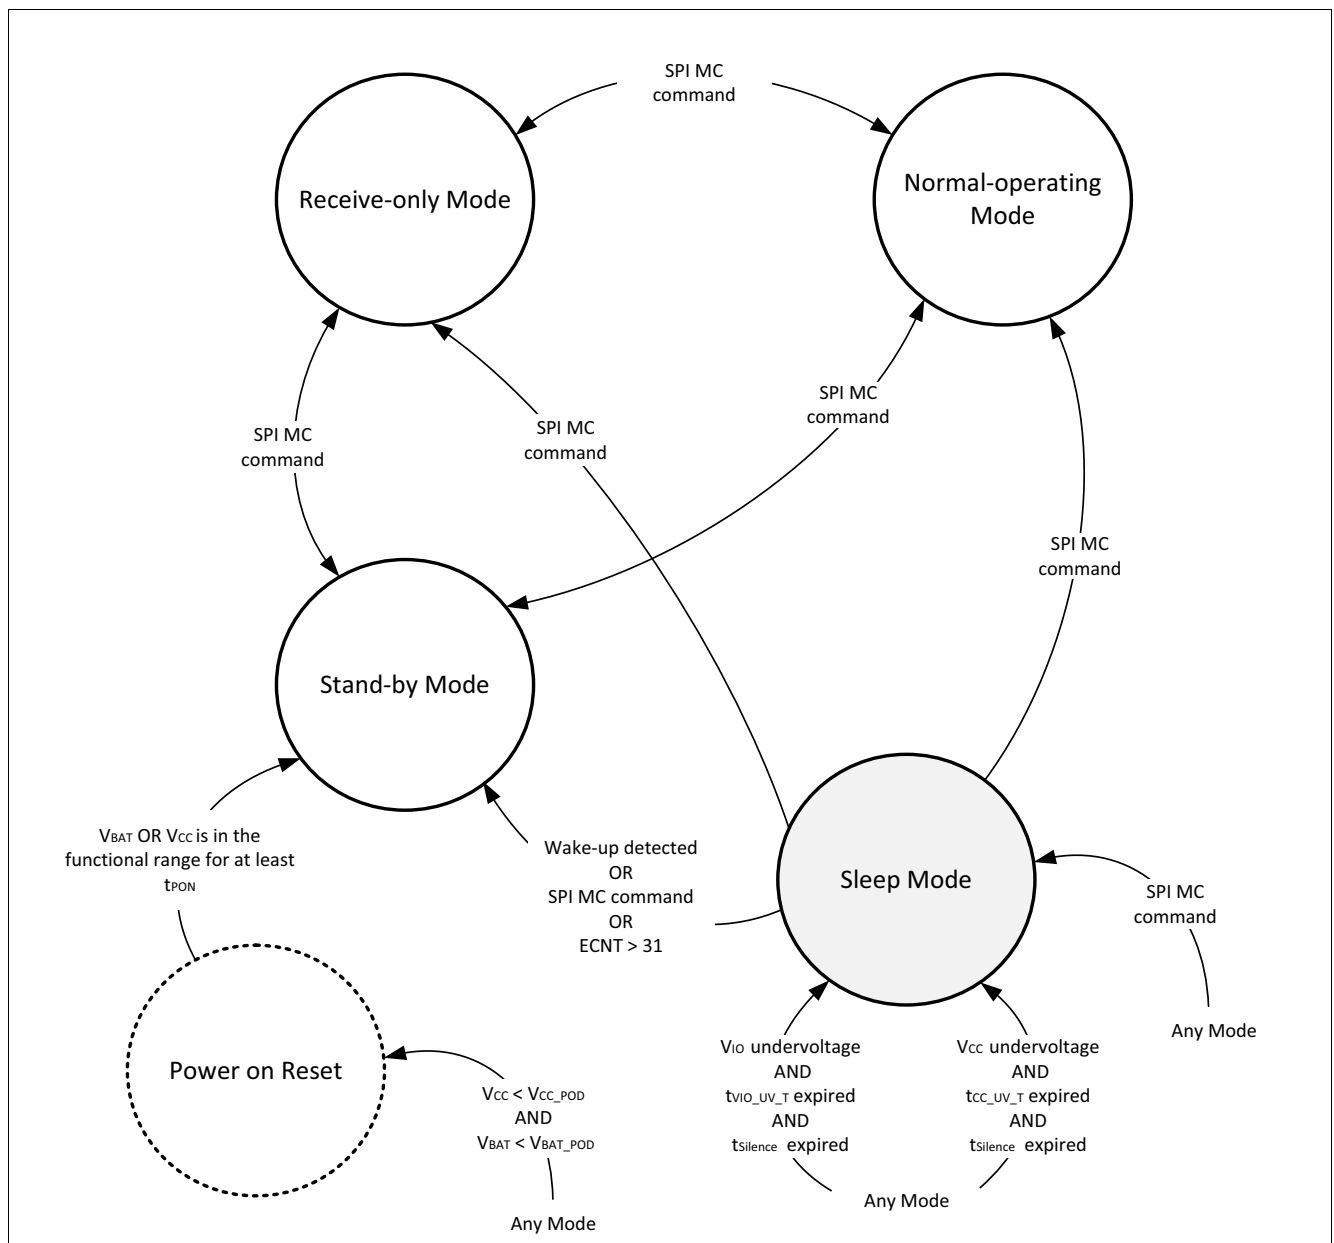 SPI MC
command
Receive-only Mode
Normal-operating
Mode
SPI MC
command
SPI MC
command
SPI MC
command
SPI MC
command
Stand-by Mode
VBAT OR VCC is in the
functional range for at least
tPON
Wake-up detected
OR
SPI MC command
OR
ECNT > 31
Sleep Mode
SPI MC
command
Any Mode
Power on Reset
VCC < VCC_POD
AND
VBAT < VBAT_POD
Any Mode
VIO undervoltage
AND
tVIO_UV_T expired
AND
tSilence expired
VCC undervoltage
AND
tCC_UV_T expired
AND
tSilence expired
Any Mode